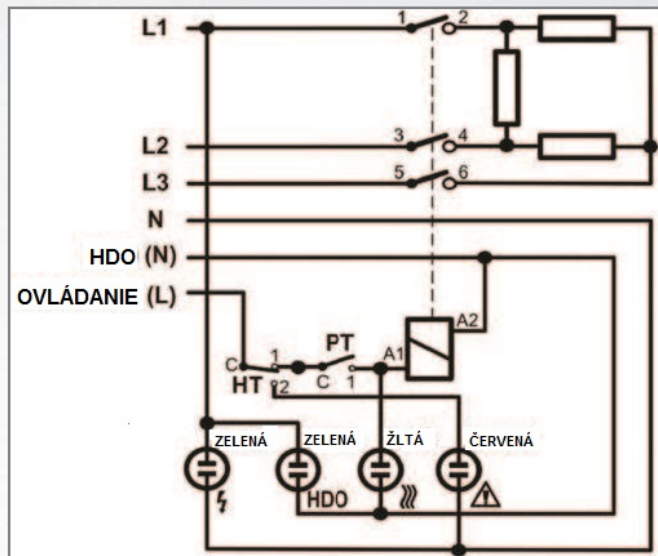 L1 1 2
L2 3 4
L3 5 6
N
HDO (N)
OVLÁDANIE (L)
A2
PT A1
C 1
HT 2 C 1
ZELENÁ ZELENÁ ŽLTÁ ČERVENÁ
HDO